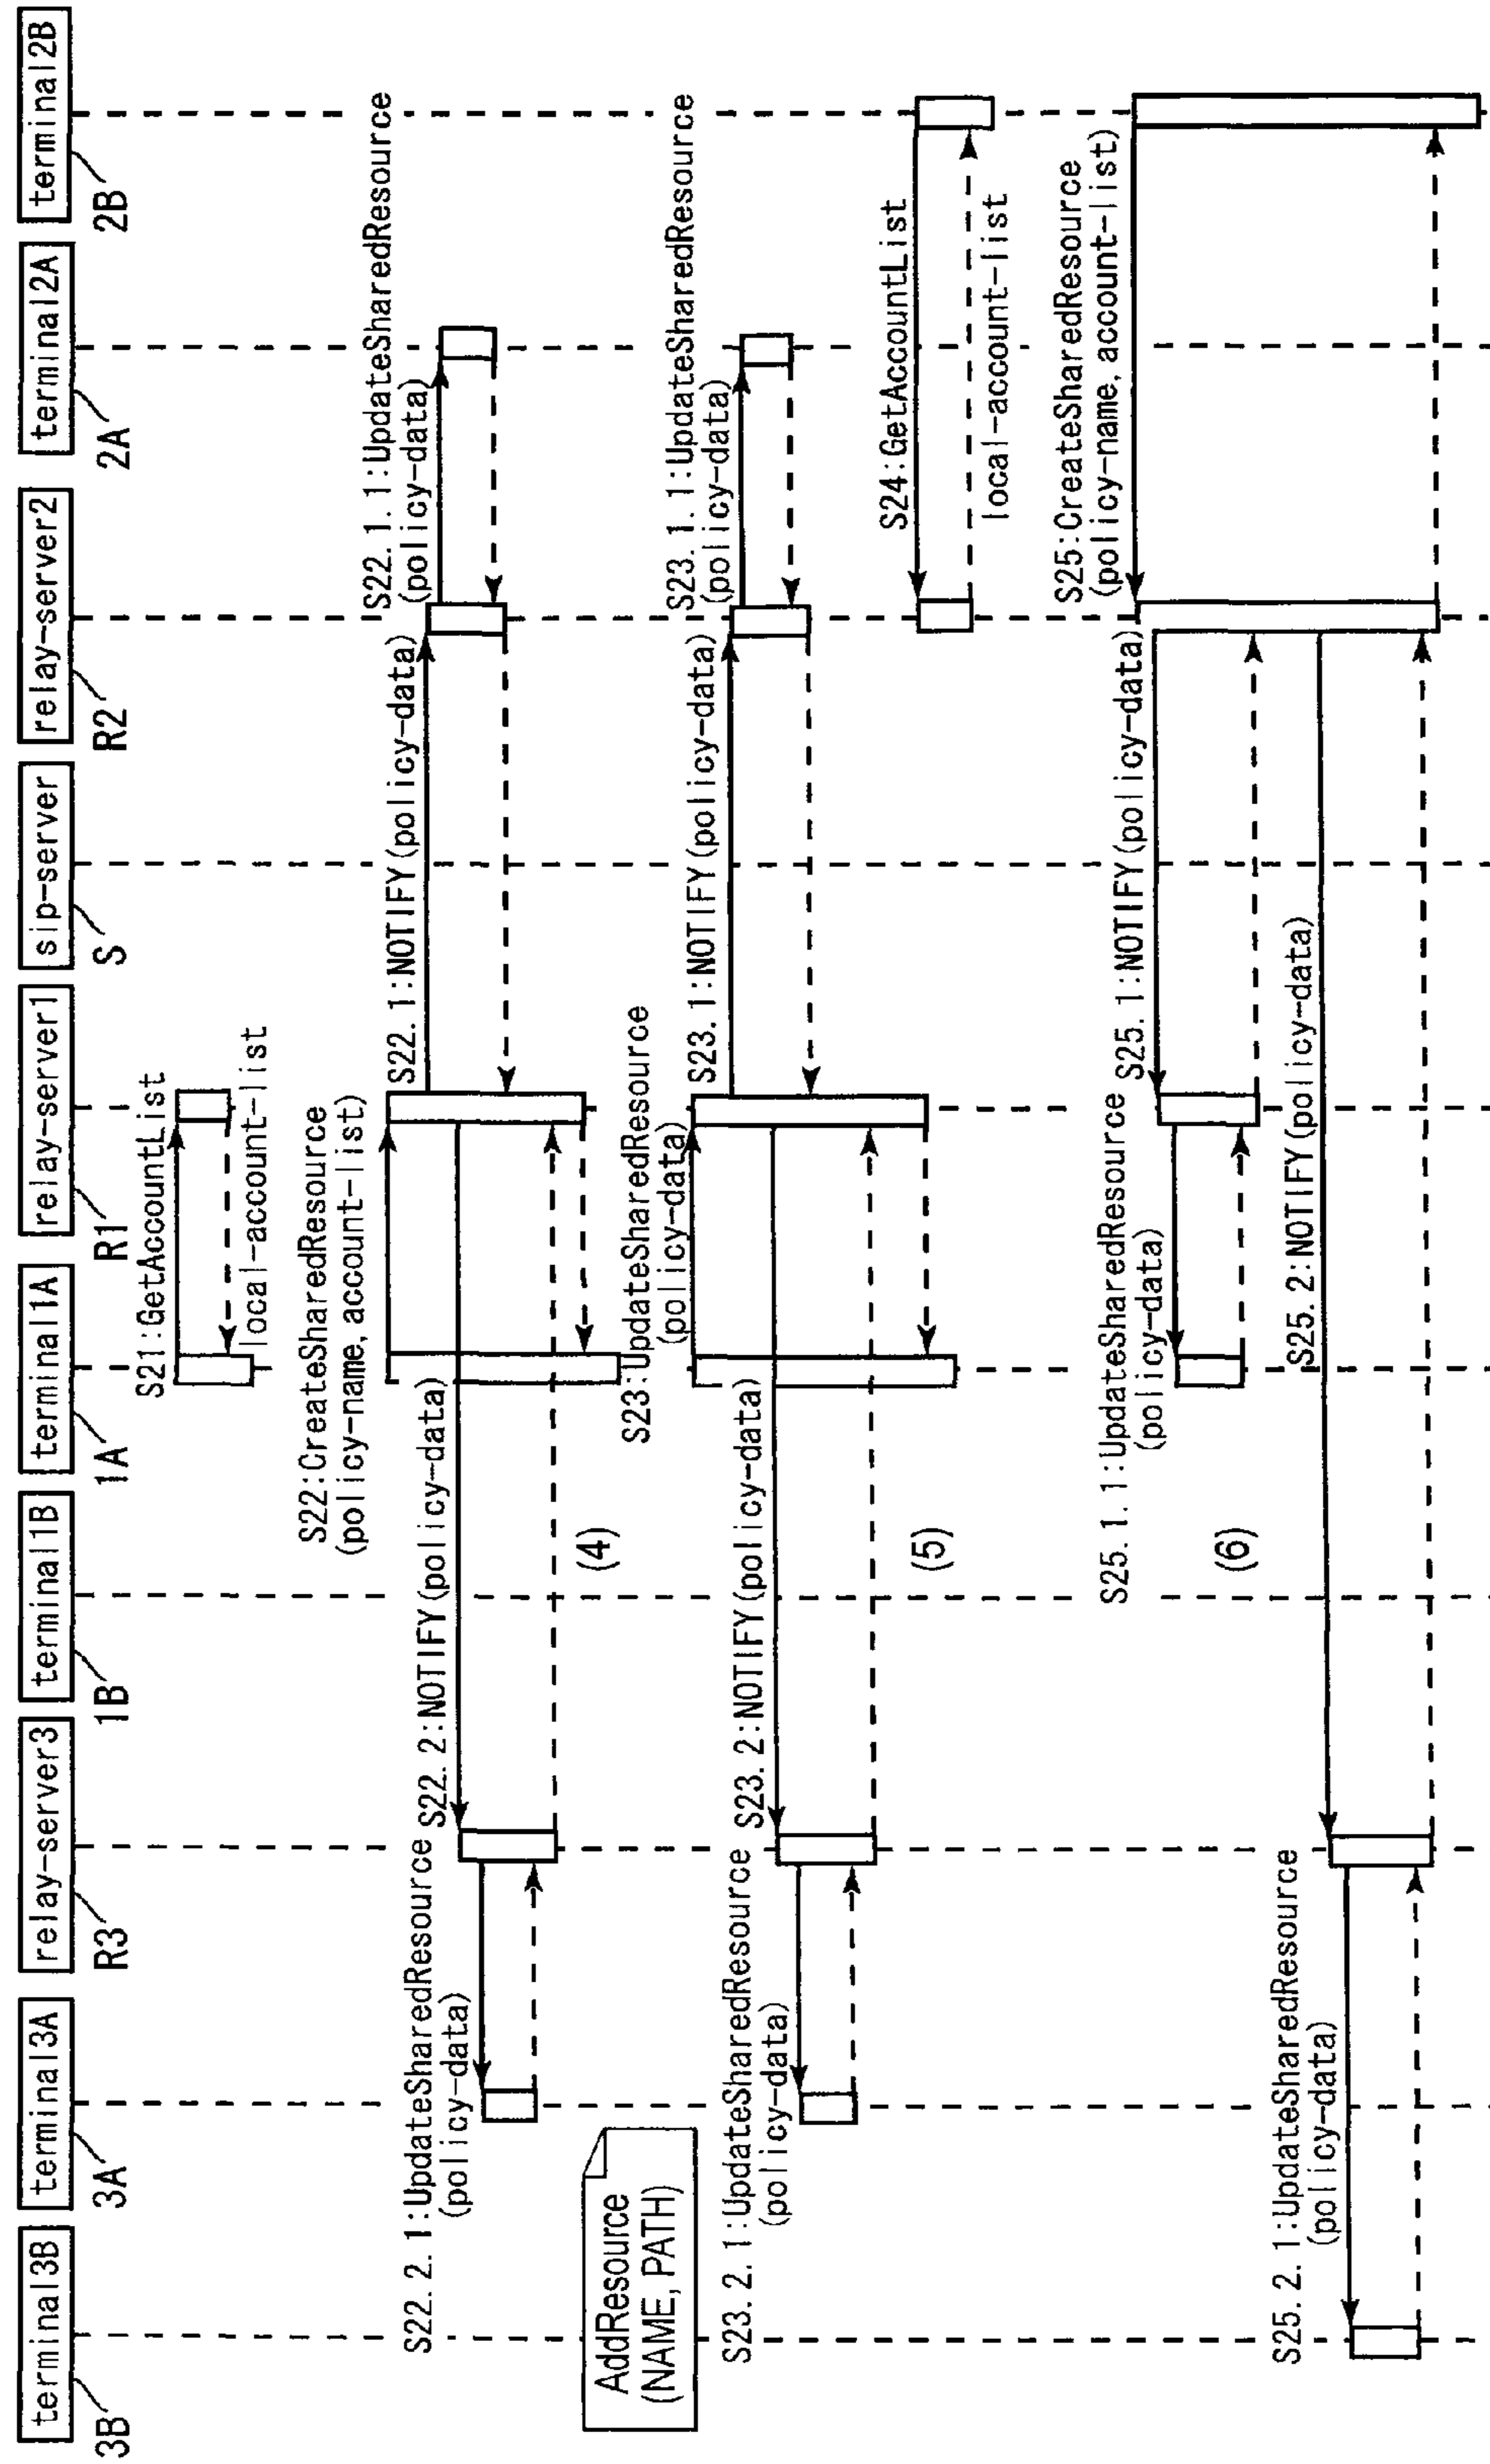 terminal3B
terminal3A
relay-server3
terminal1B
terminal1A
relay-server1
sip-server
relay-server2
terminal2A
terminal2B
3B
3A
R3
1B
1A
R1
S
R2
2A
2B
S21:GetAccountList
local-account-list
S22:CreateSharedResource
(policy-name, account-list)
S22.1:NOTIFY(policy-data)
S22.1.1:UpdateSharedResource
(policy-data)
S22.2:NOTIFY(policy-data)
S22.2.1:UpdateSharedResource
(policy-data)
(4)
AddResource
(NAME, PATH)
S23:UpdateSharedResource
(policy-data)
S23.1:NOTIFY(policy-data)
S23.1.1:UpdateSharedResource
(policy-data)
S23.2:NOTIFY(policy-data)
S23.2.1:UpdateSharedResource
(policy-data)
(5)
S24:GetAccountList
local-account-list
S25:CreateSharedResource
(policy-name, account-list)
S25.1:NOTIFY(policy-data)
S25.1.1:UpdateSharedResource
(policy-data)
(6)
S25.2:NOTIFY(policy-data)
S25.2.1:UpdateSharedResource
(policy-data)